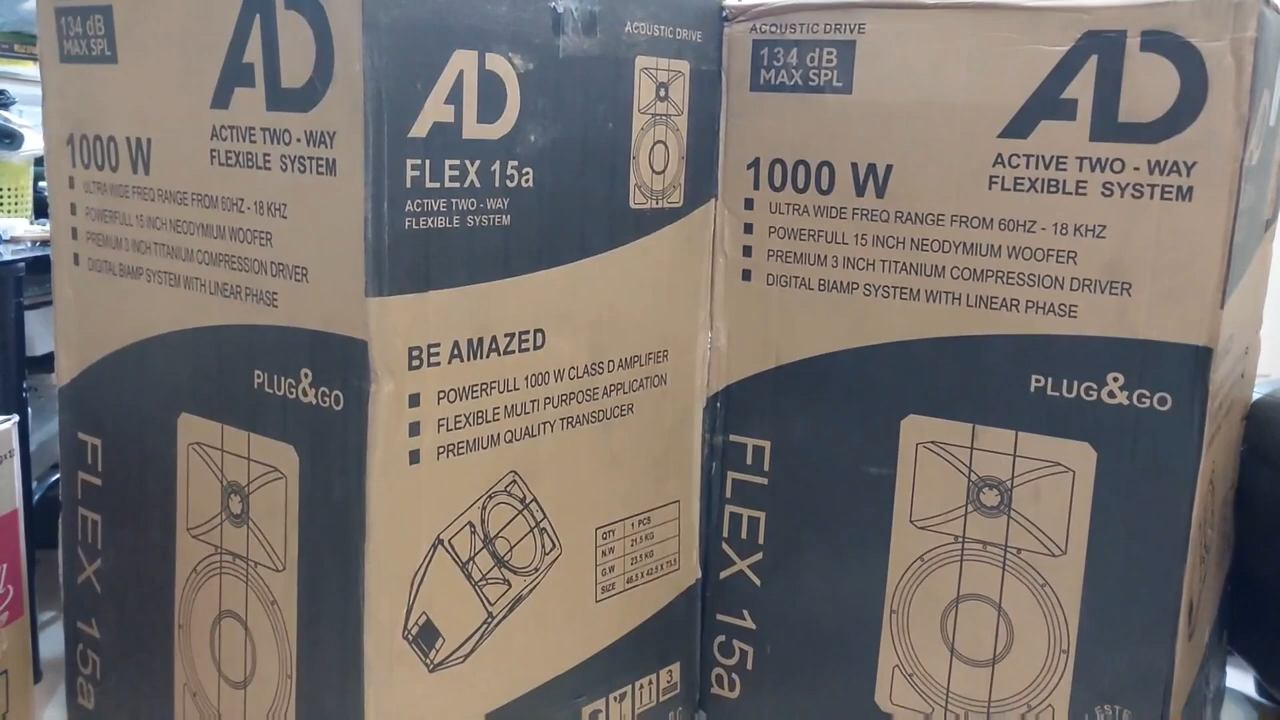 134 dB
MAX SPL
AD
ACTIVE TWO - WAY
FLEXIBLE SYSTEM
1000 W
ULTRA WIDE FREQ RANGE FROM 60HZ - 18 KHZ
POWERFULL 15 INCH NEODYMIUM WOOFER
PREMIUM 3 INCH TITANIUM COMPRESSION DRIVER
DIGITAL BIAMP SYSTEM WITH LINEAR PHASE
PLUG&GO
FLEX 15a
ACOUSTIC DRIVE
AD
FLEX 15a
ACTIVE TWO - WAY
FLEXIBLE SYSTEM
BE AMAZED
POWERFULL 1000 W CLASS D AMPLIFIER
FLEXIBLE MULTI PURPOSE APPLICATION
PREMIUM QUALITY TRANSDUCER
QTY 1 PCS
N.W 21.5 KG
G.W 23.5 KG
SIZE 46.5 X 42.5 X 73.5
3
ACOUSTIC DRIVE
134 dB
MAX SPL
AD
ACTIVE TWO - WAY
FLEXIBLE SYSTEM
1000 W
ULTRA WIDE FREQ RANGE FROM 60HZ - 18 KHZ
POWERFULL 15 INCH NEODYMIUM WOOFER
PREMIUM 3 INCH TITANIUM COMPRESSION DRIVER
DIGITAL BIAMP SYSTEM WITH LINEAR PHASE
PLUG&GO
FLEX 15a